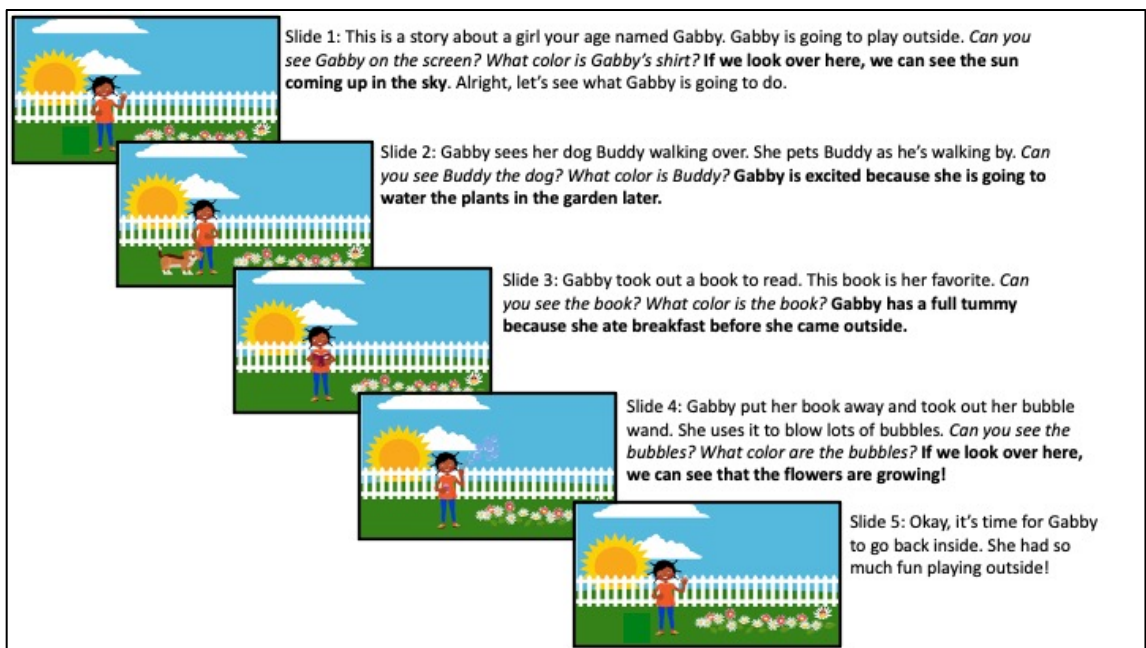 Slide 1: This is a story about a girl your age named Gabby. Gabby is going to play outside. Can you
see Gabby on the screen? What color is Gabby’s shirt? If we look over here, we can see the sun
coming up in the sky. Alright, let’s see what Gabby is going to do.
Slide 2: Gabby sees her dog Buddy walking over. She pets Buddy as he’s walking by. Can
you see Buddy the dog? What color is Buddy? Gabby is excited because she is going to
water the plants in the garden later.
Slide 3: Gabby took out a book to read. This book is her favorite. Can
you see the book? What color is the book? Gabby has a full tummy
because she ate breakfast before she came outside.
Slide 4: Gabby put her book away and took out her bubble
wand. She uses it to blow lots of bubbles. Can you see the
bubbles? What color are the bubbles? If we look over here,
we can see that the flowers are growing!
Slide 5: Okay, it’s time for Gabby
to go back inside. She had so
much fun playing outside!